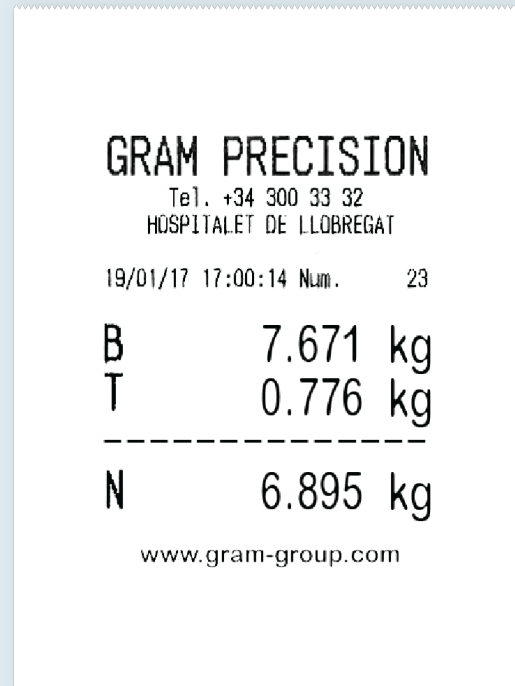 GRAM PRECISION
Tel. +34 300 33 32
HOSPITALET DE LLOBREGAT
19/01/17 17:00:14 Num. 23
B 7.671 kg
T 0.776 kg
--------------
N 6.895 kg
www.gram-group.com